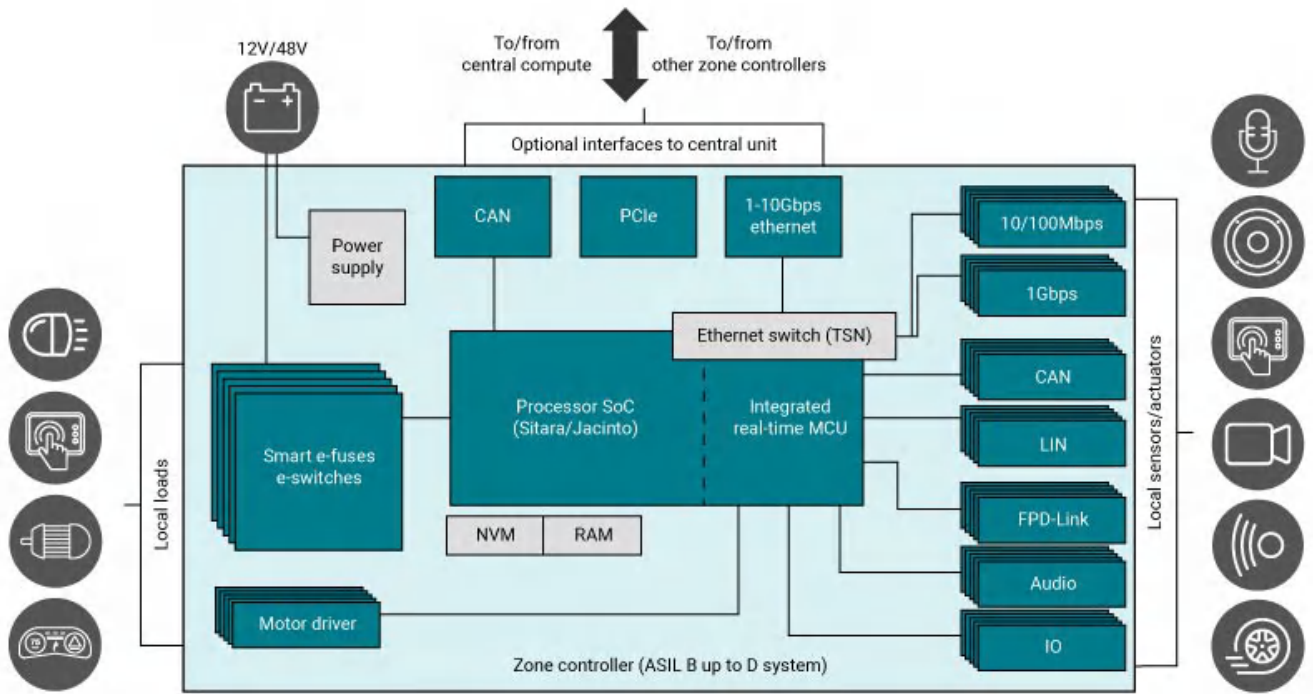 12V/48V
To/from
central compute
To/from
other zone controllers
Optional interfaces to central unit
CAN
PCIe
1-10Gbps
ethernet
10/100Mbps
Power
supply
1Gbps
Ethernet switch (TSN)
CAN
Processor SoC
(Sitara/Jacinto)
Integrated
real-time MCU
LIN
Smart e-fuses
e-switches
Local loads
Local sensors/actuators
FPD-Link
NVM
RAM
Audio
Motor driver
IO
Zone controller (ASIL B up to D system)